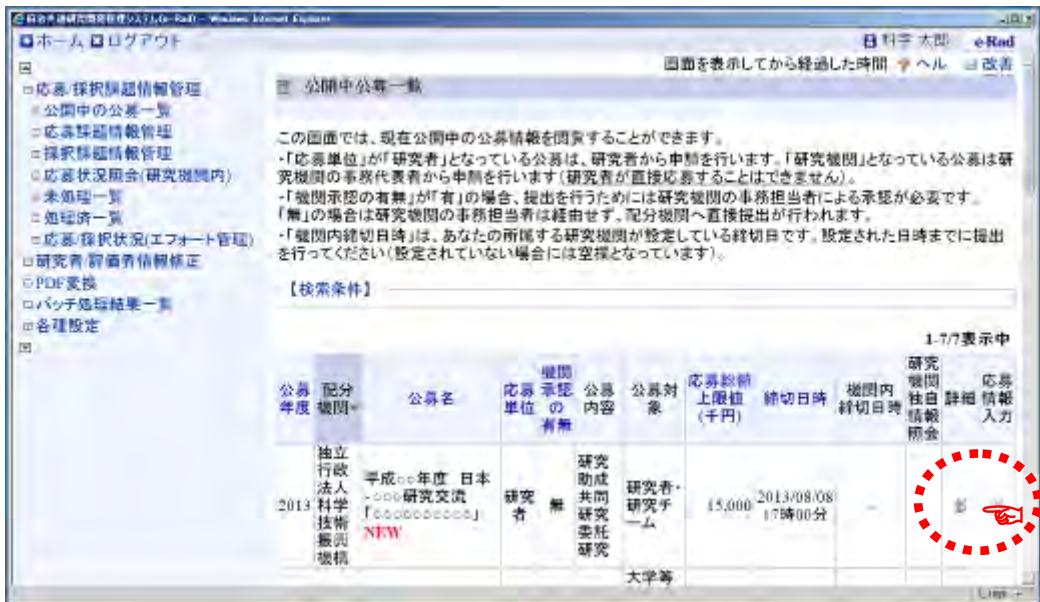 府省共通研究開発管理システム(e-Rad) - Windows Internet Explorer
ホーム ログアウト
科学 太郎 e-Rad
画面を表示してから経過した時間 ヘル 改善
応募/採択課題情報管理
公開中の公募一覧
応募課題情報管理
採択課題情報管理
応募状況照会(研究機関内)
未処理一覧
処理済一覧
応募/採択状況(エフォート管理)
研究者/評価者情報修正
PDF変換
バッチ処理結果一覧
各種設定
公開中公募一覧
この画面では、現在公開中の公募情報を閲覧することができます。
・「応募単位」が「研究者」となっている公募は、研究者から申請を行います。「研究機関」となっている公募は研
究機関の事務代表者から申請を行います(研究者が直接応募することはできません)。
・「機関承認の有無」が「有」の場合、提出を行うためには研究機関の事務担当者による承認が必要です。
「無」の場合は研究機関の事務担当者は経由せず、配分機関へ直接提出が行われます。
・「機関内締切日時」は、あなたの所属する研究機関が設定している締切日です。設定された日時までに提出
を行ってください(設定されていない場合には空欄となっています)。
【検索条件】
1-7/7表示中
公募年度 配分機関 公募名 応募単位 機関承認の有無 公募内容 公募対象 応募総額上限値(千円) 締切日時 機関内締切日時 研究機関独自情報照会 詳細 応募情報入力
2013 独立行政法人科学技術振興機構 平成○○年度 日本-○○○研究交流「○○○○○○○○○○」 NEW 研究者 無 研究助成共同研究委託研究 研究者・研究チーム 15,000 2013/08/08 17時00分 -
大学等